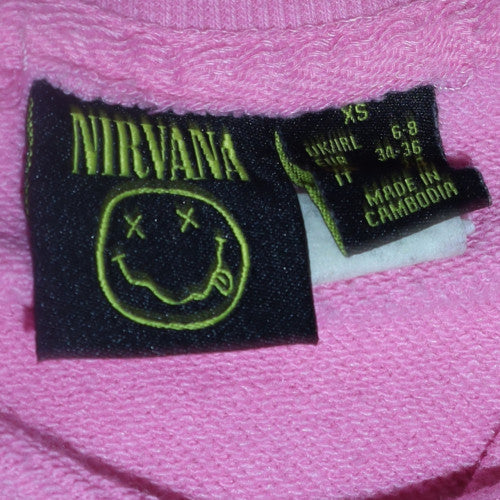 NIRVANA
XS
UK/IRL 6-8
EUR 34-36
IT
MADE IN
CAMBODIA